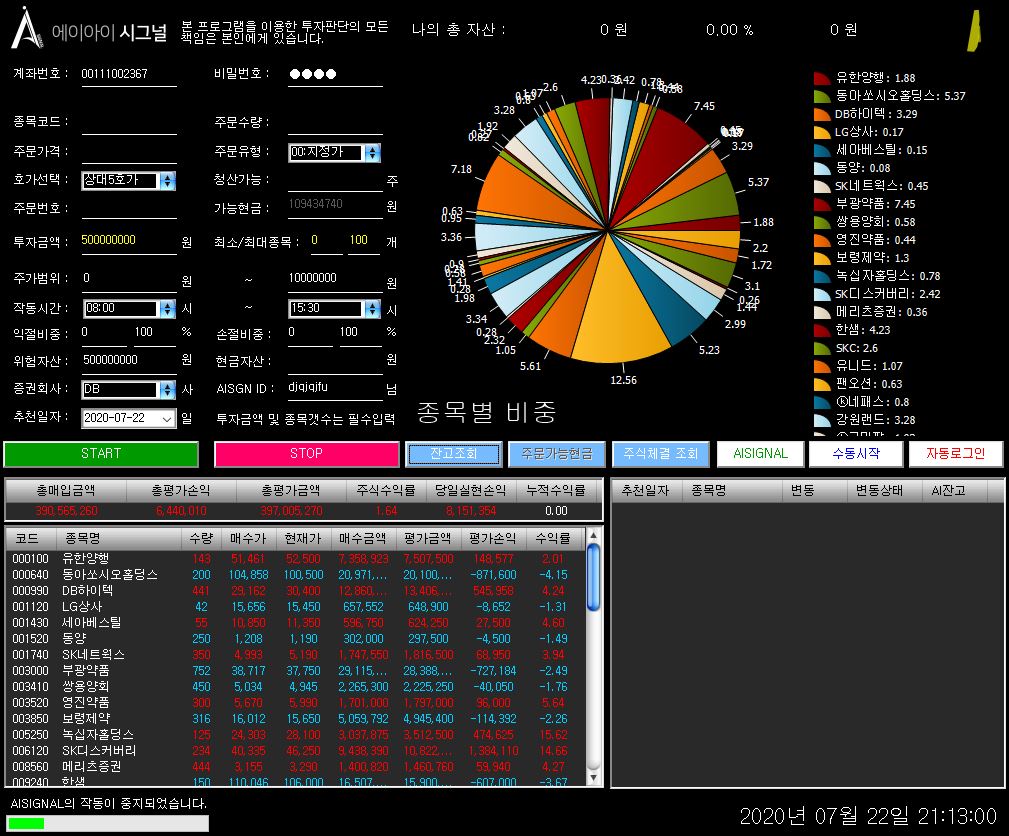 에이아이 시그널
본 프로그램을 이용한 투자판단의 모든
책임은 본인에게 있습니다.
나의 총 자산 : 0 원 0.00 % 0 원
계좌번호 : 00111002367 비밀번호 : ●●●●
종목코드 : 주문수량 :
주문가격 : 주문유형 : 00:지정가
호가선택 : 상대5호가 청산가능 : 주
주문번호 : 가능현금 : 109434740 원
투자금액 : 500000000 원 최소/최대종목 : 0 100 개
주가범위 : 0 ~ 10000000 원
작동시간 : 08:00 ~ 15:30 시
익절비중 : 0 100 % 손절비중 : 0 100 %
위험자산 : 500000000 원 현금자산 : 원
증권회사 : DB 사 AISGN ID : djqjqjfu 님
추천일자 : 2020-07-22 일 투자금액 및 종목갯수는 필수입력
종목별 비중
4.23
2.42
0.78
7.45
3.29
5.37
1.88
2.2
1.72
3.1
0.26
1.44
2.99
5.23
12.56
5.61
1.05
2.32
0.28
3.34
1.98
0.28
1.41
0.9
3.36
0.95
0.63
7.18
0.82
1.92
3.28
1.07
2.6
유한양행: 1.88
동아쏘시오홀딩스: 5.37
DB하이텍: 3.29
LG상사: 0.17
세아베스틸: 0.15
동양: 0.08
SK네트웍스: 0.45
부광약품: 7.45
쌍용양회: 0.58
영진약품: 0.44
보령제약: 1.3
녹십자홀딩스: 0.78
SK디스커버리: 2.42
메리츠증권: 0.36
한샘: 4.23
SKC: 2.6
유니드: 1.07
팬오션: 0.63
ⓚ네패스: 0.8
강원랜드: 3.28
START STOP 잔고조회 주문가능현금 주식체결 조회 AISIGNAL 수동시작 자동로그인
총매입금액 총평가손익 총평가금액 주식수익률 당일실현손익 누적수익률
390,565,260 6,440,010 397,005,270 1.64 8,151,354 0.00
추천일자 종목명 변동 변동상태 AI잔고
코드 종목명 수량 매수가 현재가 매수금액 평가금액 평가손익 수익률
000100 유한양행 143 51,461 52,500 7,358,923 7,507,500 148,577 2.01
000640 동아쏘시오홀딩스 200 104,858 100,500 20,971,... 20,100,... -871,600 -4.15
000990 DB하이텍 441 29,162 30,400 12,860,... 13,406,... 545,958 4.24
001120 LG상사 42 15,656 15,450 657,552 648,900 -8,652 -1.31
001430 세아베스틸 55 10,850 11,350 596,750 624,250 27,500 4.60
001520 동양 250 1,208 1,190 302,000 297,500 -4,500 -1.49
001740 SK네트웍스 350 4,993 5,190 1,747,550 1,816,500 68,950 3.94
003000 부광약품 752 38,717 37,750 29,115,... 28,388,... -727,184 -2.49
003410 쌍용양회 450 5,034 4,945 2,265,300 2,225,250 -40,050 -1.76
003520 영진약품 300 5,670 5,990 1,701,000 1,797,000 96,000 5.64
003850 보령제약 316 16,012 15,650 5,059,792 4,945,400 -114,392 -2.26
005250 녹십자홀딩스 125 24,303 28,100 3,037,875 3,512,500 474,625 15.62
006120 SK디스커버리 234 40,335 46,250 9,438,390 10,822,... 1,384,110 14.66
008560 메리츠증권 444 3,155 3,290 1,400,820 1,460,760 59,940 4.27
009240 한샘 150 110,046 106,000 16,507,... 15,900,... -607,000 -3.67
AISIGNAL의 작동이 중지되었습니다.
2020년 07월 22일 21:13:00